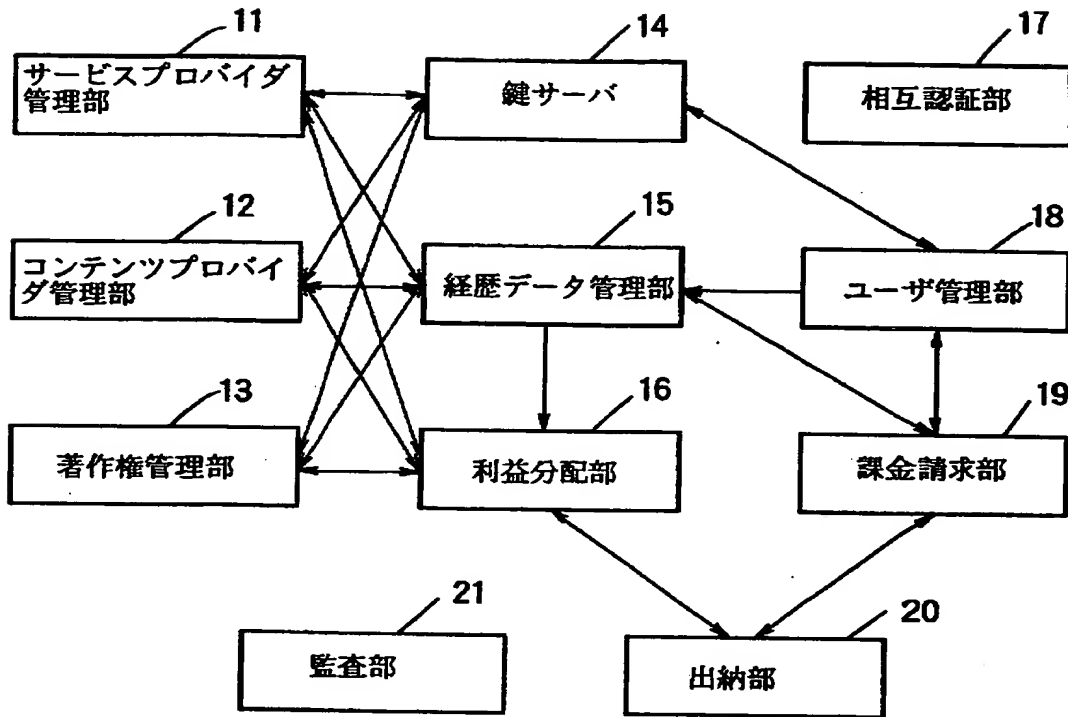 11
サービスプロバイダ
管理部
14
鍵サーバ
17
相互認証部
12
コンテンツプロバイ
ダ管理部
15
経歴データ管理部
18
ユーザ管理部
13
著作権管理部
16
利益分配部
19
課金請求部
21
監査部
20
出納部